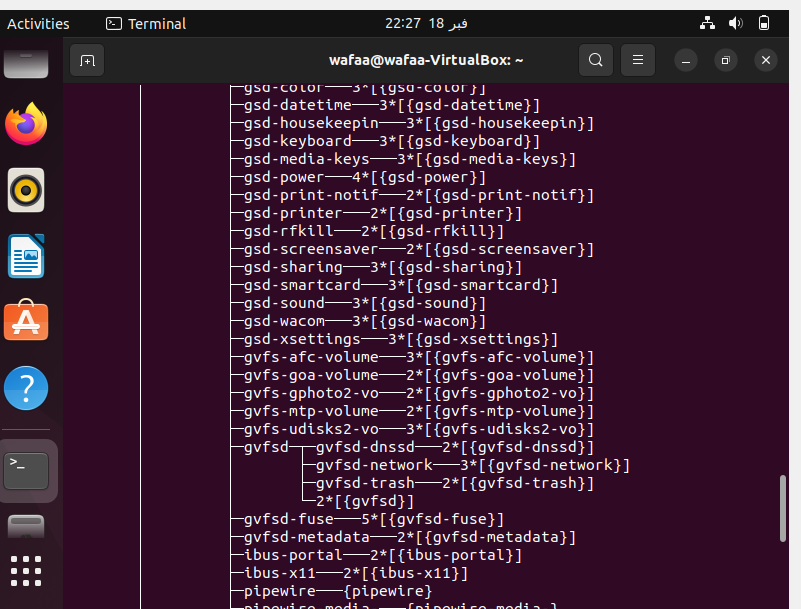 Activities
Terminal
22:27 18 فبر
wafaa@wafaa-VirtualBox: ~
├─gsd-color───3*[{gsd-color}]
├─gsd-datetime───3*[{gsd-datetime}]
├─gsd-housekeepin───3*[{gsd-housekeepin}]
├─gsd-keyboard───3*[{gsd-keyboard}]
├─gsd-media-keys───3*[{gsd-media-keys}]
├─gsd-power───4*[{gsd-power}]
├─gsd-print-notif───2*[{gsd-print-notif}]
├─gsd-printer───2*[{gsd-printer}]
├─gsd-rfkill───2*[{gsd-rfkill}]
├─gsd-screensaver───2*[{gsd-screensaver}]
├─gsd-sharing───3*[{gsd-sharing}]
├─gsd-smartcard───3*[{gsd-smartcard}]
├─gsd-sound───3*[{gsd-sound}]
├─gsd-wacom───3*[{gsd-wacom}]
├─gsd-xsettings───3*[{gsd-xsettings}]
├─gvfs-afc-volume───3*[{gvfs-afc-volume}]
├─gvfs-goa-volume───2*[{gvfs-goa-volume}]
├─gvfs-gphoto2-vo───2*[{gvfs-gphoto2-vo}]
├─gvfs-mtp-volume───2*[{gvfs-mtp-volume}]
├─gvfs-udisks2-vo───3*[{gvfs-udisks2-vo}]
├─gvfsd─┬─gvfsd-dnssd───2*[{gvfsd-dnssd}]
├─gvfsd-network───3*[{gvfsd-network}]
├─gvfsd-trash───2*[{gvfsd-trash}]
└─2*[{gvfsd}]
├─gvfsd-fuse───5*[{gvfsd-fuse}]
├─gvfsd-metadata───2*[{gvfsd-metadata}]
├─ibus-portal───2*[{ibus-portal}]
├─ibus-x11───2*[{ibus-x11}]
├─pipewire───{pipewire}
├─pipewire-media-───{pipewire-media-}